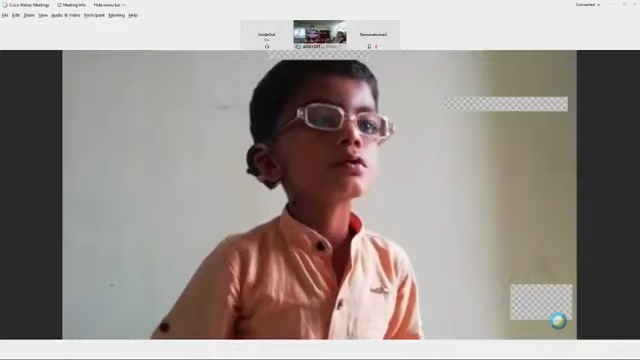 Cisco Webex Meetings Meeting Info Hide menu bar Connected
File Edit Share View Audio & Video Participant Meeting Help
InsideOut Ramanakumari